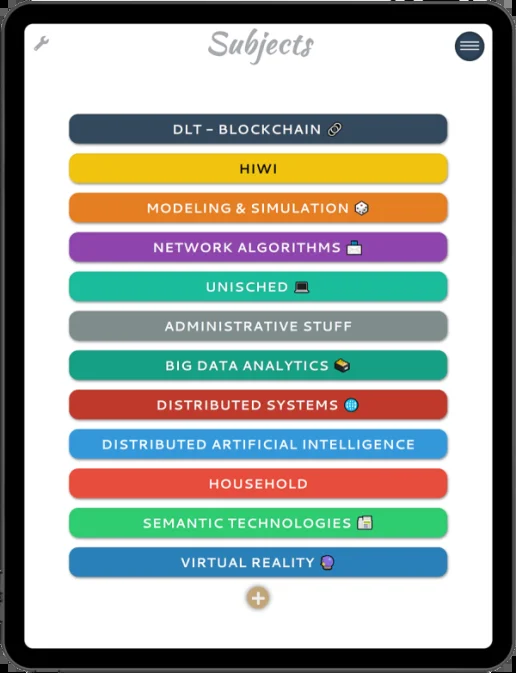 Subjects
DLT - BLOCKCHAIN 🔗
HIWI
MODELING & SIMULATION 🎲
NETWORK ALGORITHMS
UNISCHED 💻
ADMINISTRATIVE STUFF
BIG DATA ANALYTICS
DISTRIBUTED SYSTEMS 🌐
DISTRIBUTED ARTIFICIAL INTELLIGENCE
HOUSEHOLD
SEMANTIC TECHNOLOGIES
VIRTUAL REALITY 🔮
+